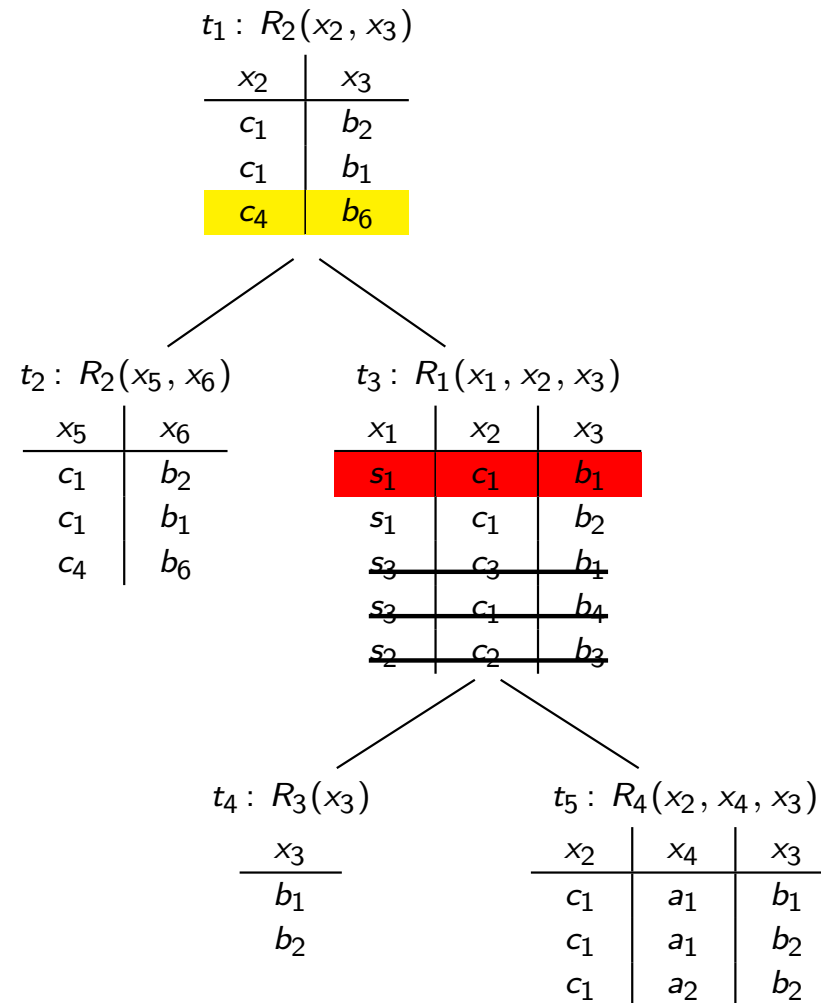 t₁ : R₂(x₂, x₃)
x₂ x₃
c₁ b₂
c₁ b₁
c₄ b₆
t₂ : R₂(x₅, x₆)
x₅ x₆
c₁ b₂
c₁ b₁
c₄ b₆
t₃ : R₁(x₁, x₂, x₃)
x₁ x₂ x₃
s₁ c₁ b₁
s₁ c₁ b₂
s₃ c₃ b₁
s₃ c₁ b₄
s₂ c₂ b₃
t₄ : R₃(x₃)
x₃
b₁
b₂
t₅ : R₄(x₂, x₄, x₃)
x₂ x₄ x₃
c₁ a₁ b₁
c₁ a₁ b₂
c₁ a₂ b₂